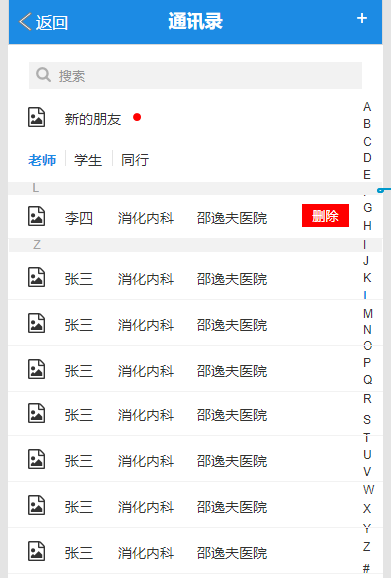 返回 通讯录 +
搜索
新的朋友
老师 学生 同行
L
李四 消化内科 邵逸夫医院 删除
Z
张三 消化内科 邵逸夫医院
张三 消化内科 邵逸夫医院
张三 消化内科 邵逸夫医院
张三 消化内科 邵逸夫医院
张三 消化内科 邵逸夫医院
张三 消化内科 邵逸夫医院
张三 消化内科 邵逸夫医院
A
B
C
D
E
G
H
I
J
K
M
N
O
P
Q
R
S
T
U
V
W
X
Y
Z
#